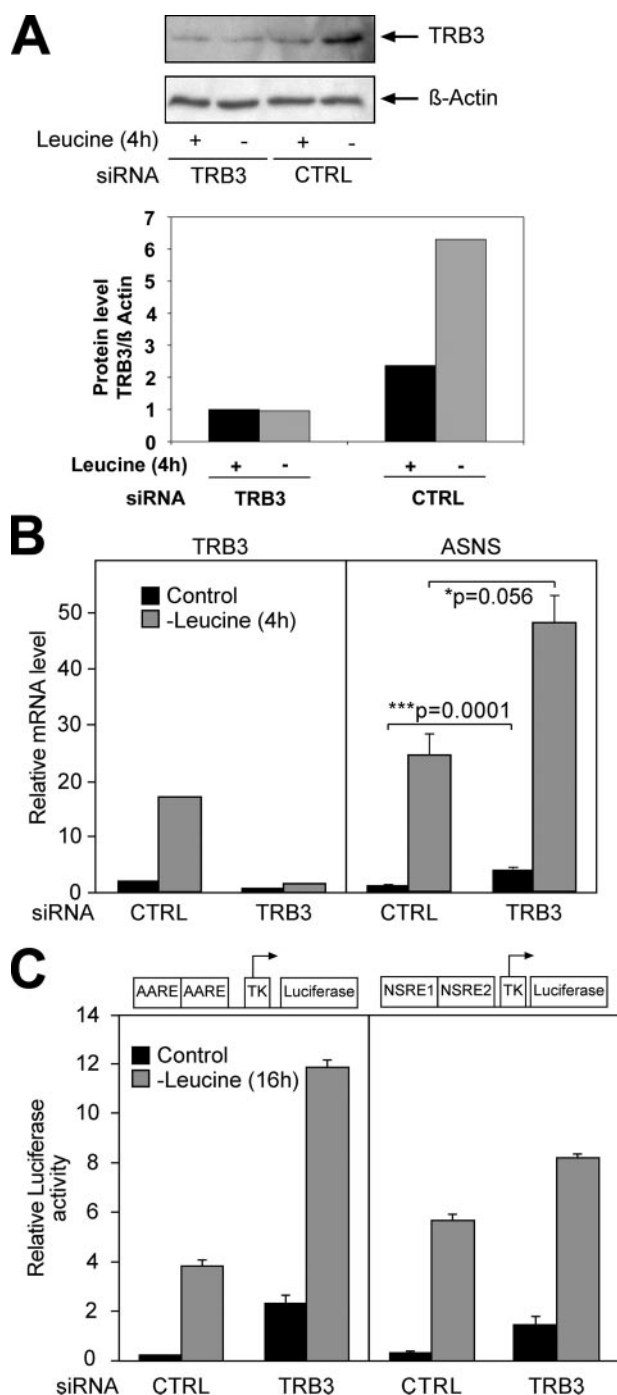 A
TRB3
ß-Actin
Leucine (4h) + - + -
siRNA TRB3 CTRL
7
6
5
4
3
2
1
0
Protein level
TRB3/ß Actin
Leucine (4h) + - + -
siRNA TRB3 CTRL
B
TRB3 ASNS
Control
-Leucine (4h)
*p=0.056
***p=0.0001
50
40
30
20
10
0
Relative mRNA level
siRNA CTRL TRB3 CTRL TRB3
C
AARE AARE TK Luciferase NSRE1 NSRE2 TK Luciferase
Control
-Leucine (16h)
14
12
10
8
6
4
2
0
Relative Luciferase
activity
siRNA CTRL TRB3 CTRL TRB3